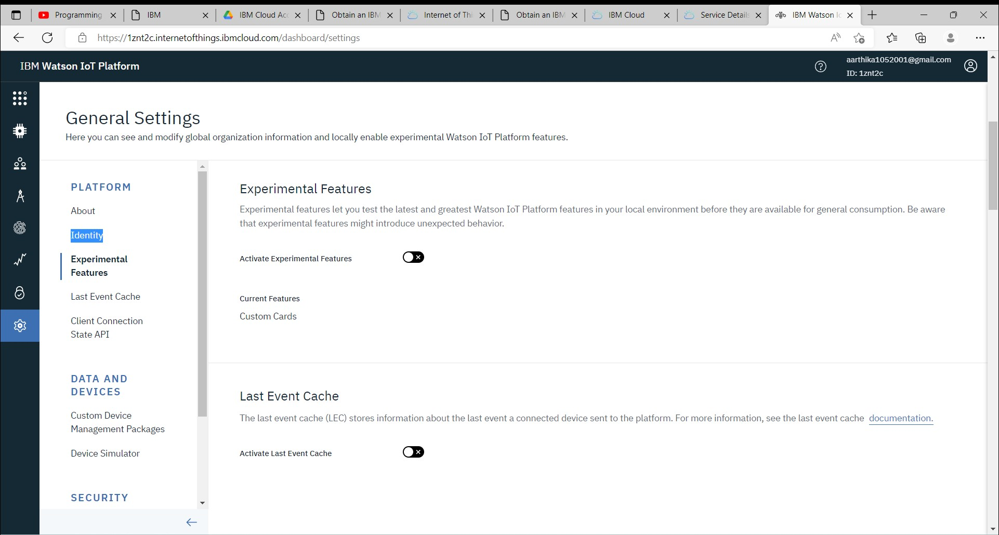 Programming
IBM
IBM Cloud Acc
Obtain an IBM
Internet of Thi
Obtain an IBM
IBM Cloud
Service Details
IBM Watson Io
https://1znt2c.internetofthings.ibmcloud.com/dashboard/settings
IBM Watson IoT Platform
aarthika1052001@gmail.com
ID: 1znt2c
General Settings
Here you can see and modify global organization information and locally enable experimental Watson IoT Platform features.
PLATFORM
About
Identity
Experimental
Features
Last Event Cache
Client Connection
State API
DATA AND
DEVICES
Custom Device
Management Packages
Device Simulator
SECURITY
Experimental Features
Experimental features let you test the latest and greatest Watson IoT Platform features in your local environment before they are available for general consumption. Be aware
that experimental features might introduce unexpected behavior.
Activate Experimental Features
Current Features
Custom Cards
Last Event Cache
The last event cache (LEC) stores information about the last event a connected device sent to the platform. For more information, see the last event cache documentation.
Activate Last Event Cache